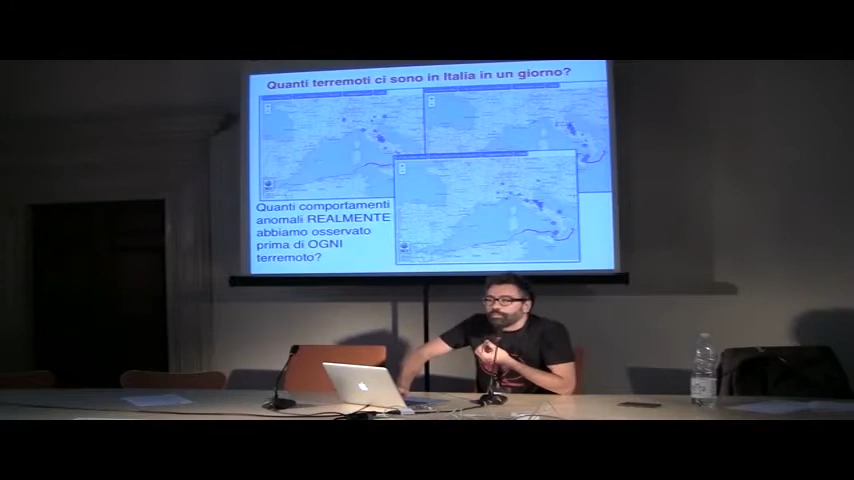 Quanti terremoti ci sono in Italia in un giorno?
Quanti comportamenti
anomali REALMENTE
abbiamo osservato
prima di OGNI
terremoto?